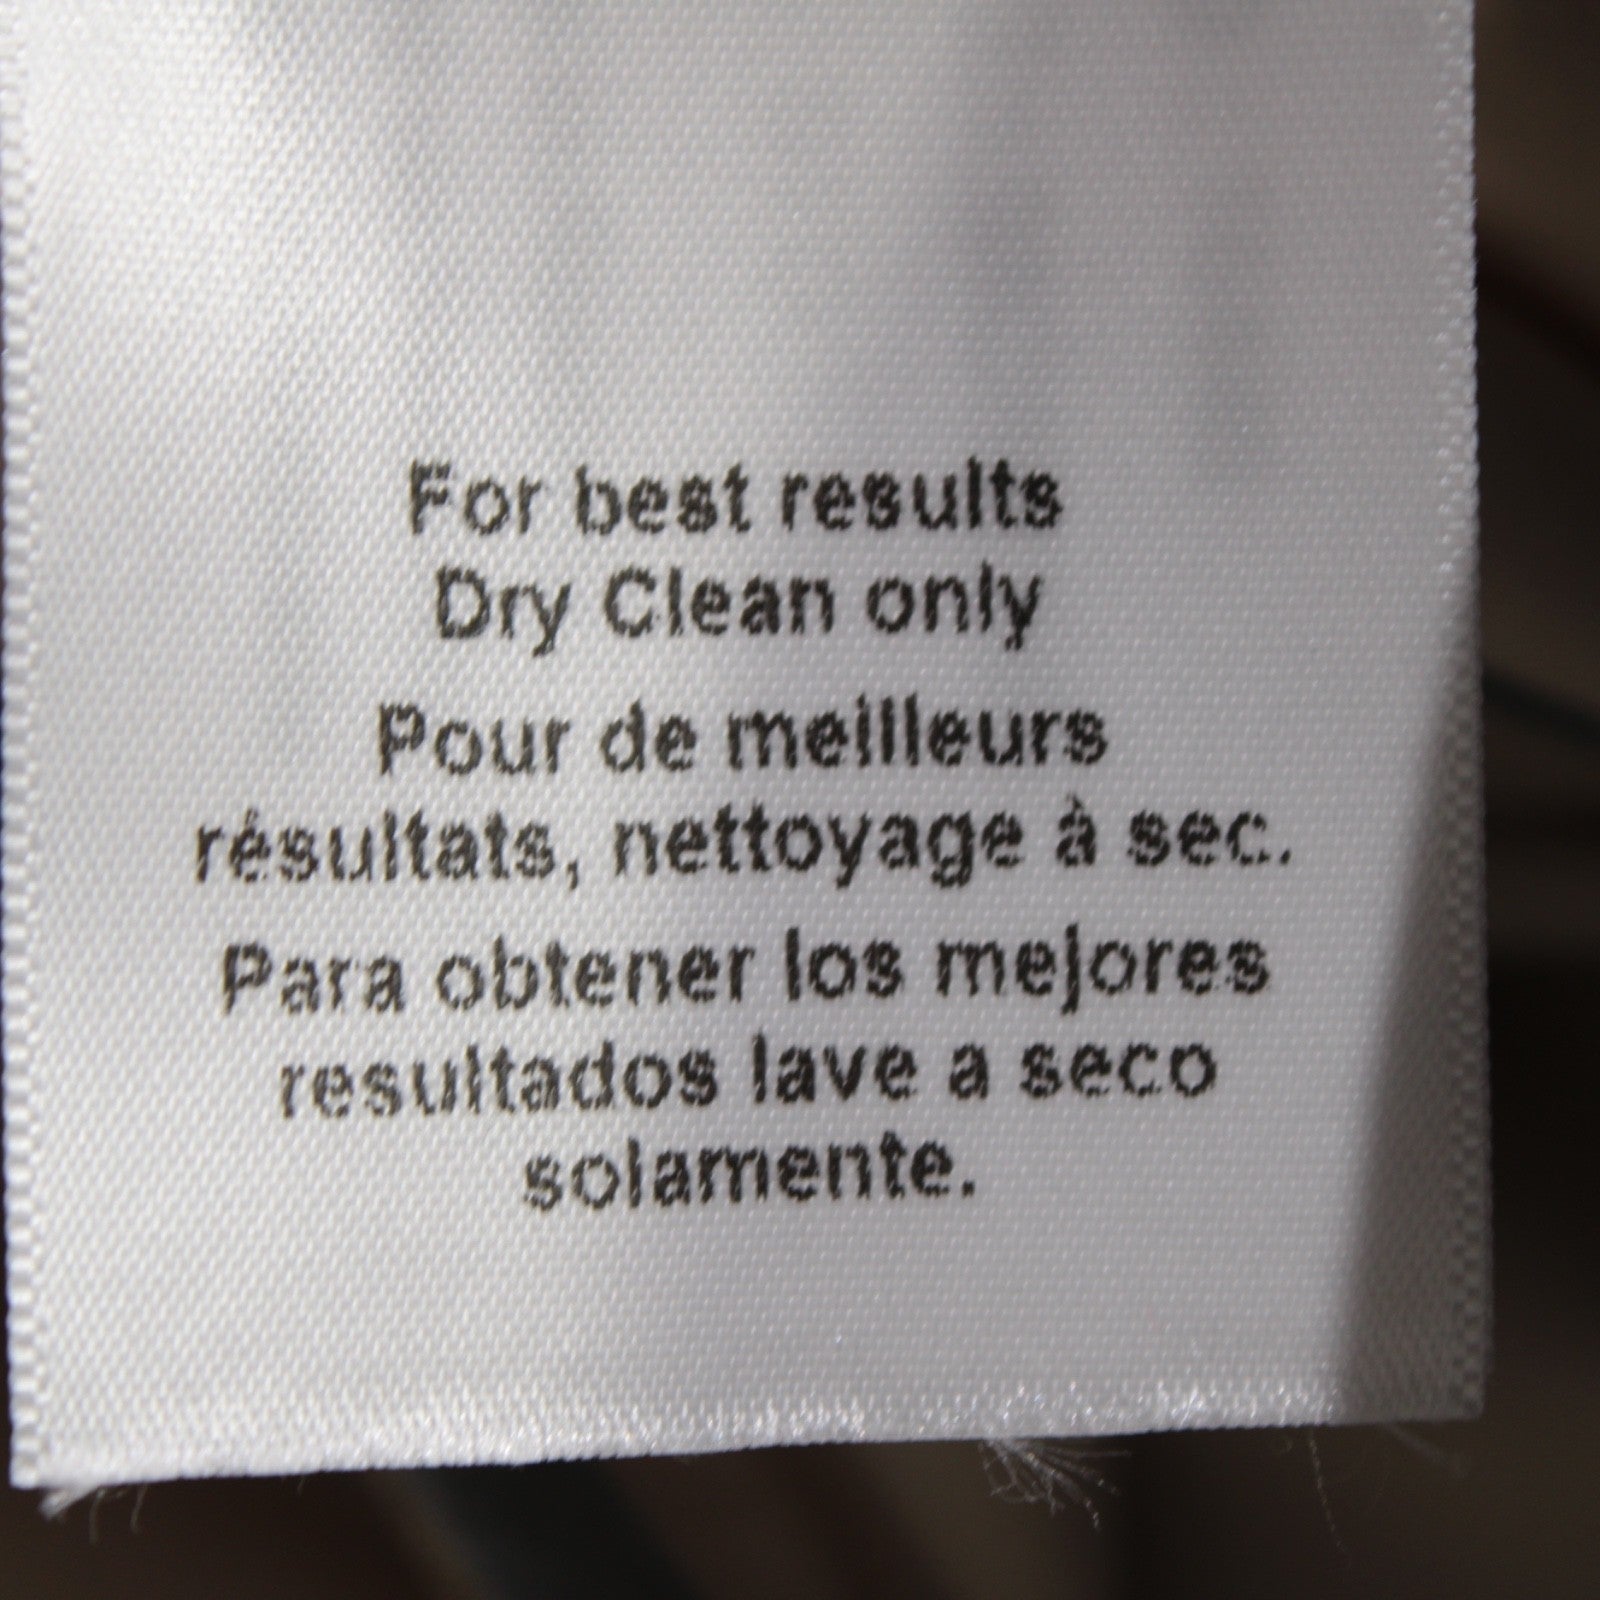 For best results
Dry Clean only
Pour de meilleurs
résultats, nettoyage à sec.
Para obtener los mejores
resultados lave a seco
solamente.